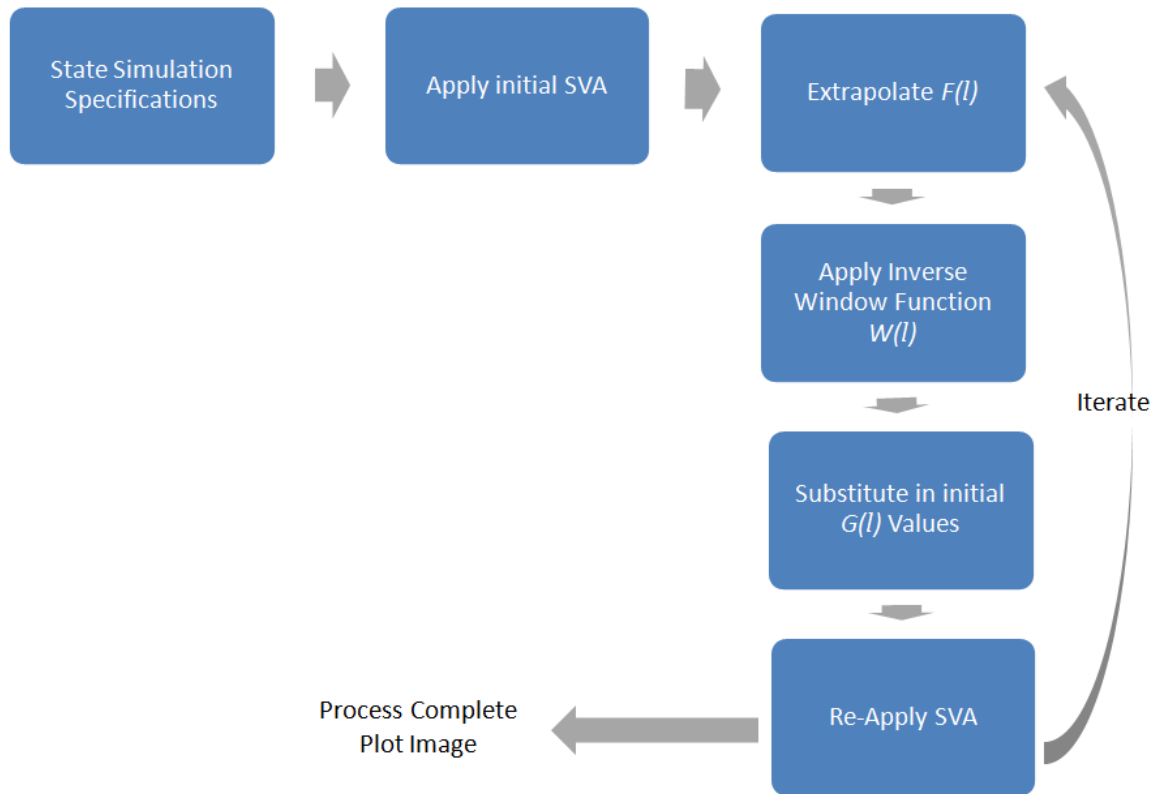 State Simulation
Specifications
Apply initial SVA
Extrapolate F(l)
Apply Inverse
Window Function
W(l)
Iterate
Substitute in initial
G(l) Values
Re-Apply SVA
Process Complete
Plot Image